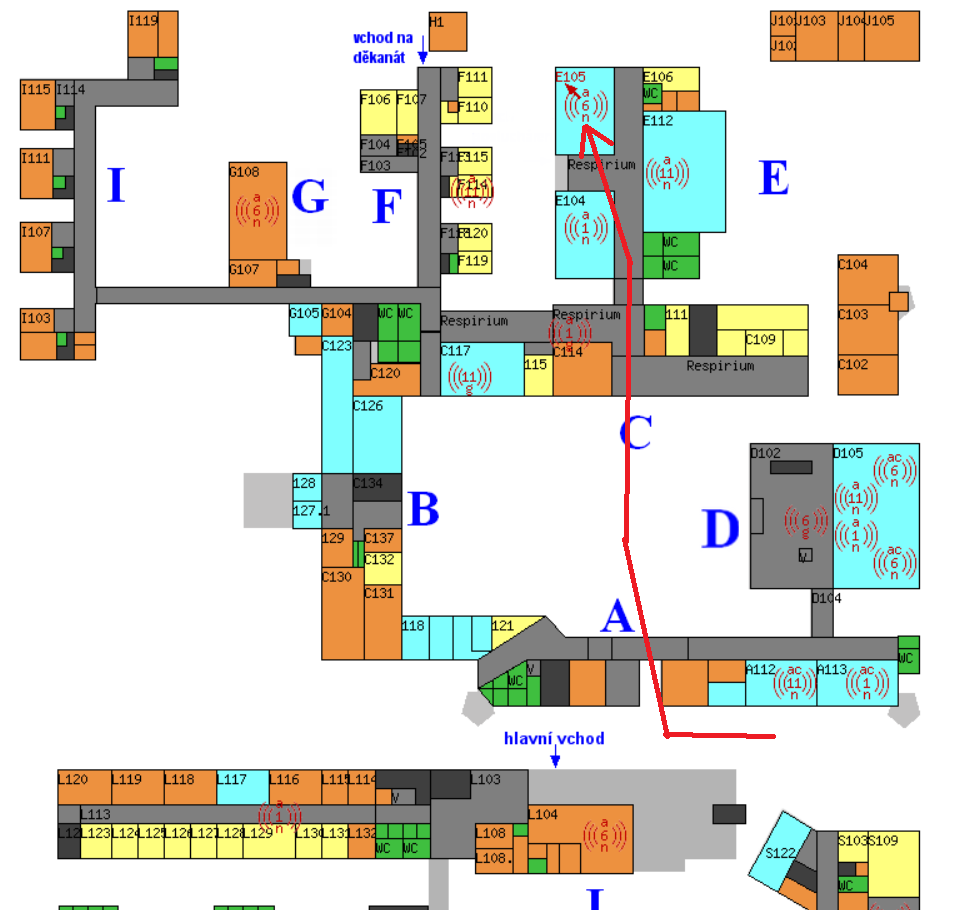 I119
H1
J103
J104
J105
vchod na
děkanát
I115
I114
F106
F107
F111
F110
E105
a
6
n
E106
WC
E112
a
11
n
E
I111
I
G108
a
6
n
G
F104
F103
F
F115
F114
a
11
n
Respirium
E104
a
1
n
I107
G107
F120
F119
WC
WC
C104
I103
G105
G104
WC
WC
Respirium
Respirium
a
1
n
111
C109
C103
C123
C120
C117
11
g
115
C114
Respirium
C102
C126
C
128
127.1
C134
B
D102
6
g
V
D
D105
ac
6
n
a
11
n
a
1
n
ac
6
n
129
C137
C132
C130
C131
D104
118
121
A
WC
V
WC
A112
ac
11
n
A113
ac
1
n
hlavní vchod
L120
L119
L118
L117
L116
L115
L114
V
L103
L113
a
1
n
L123
L124
L125
L126
L127
L128
L129
L130
L131
L132
WC
WC
L104
a
6
n
L108
L108.
S122
S103
S109
WC